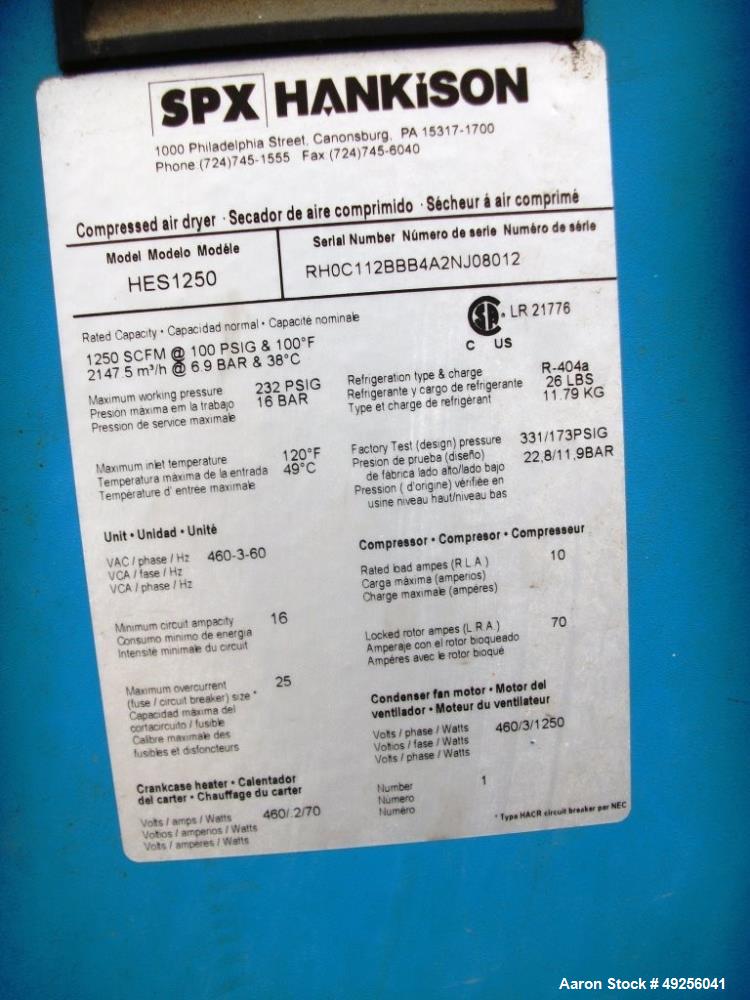 SPX HANKiSON
1000 Philadelphia Street, Canonsburg, PA 15317-1700
Phone (724)745-1555 Fax (724)745-6040
Compressed air dryer · Secador de aire comprimido · Sécheur á air comprimé
Model Modelo Modèle
HES1250
Serial Number Número de serie Numéro de série
RH0C112BBB4A2NJ08012
Rated Capacity • Capacidad normal • Capacité nominale
1250 SCFM @ 100 PSIG & 100°F
2147.5 m³/h @ 6.9 BAR & 38°C
LR 21776
C US
Maximum working pressure 232 PSIG
Presion màxima em la trabajo 16 BAR
Pression de service maximale
Refrigeration type & charge R-404a
Refrigerante y cargo de refrigerante 26 LBS
Type et charge de refrigérant 11.79 KG
Maximum inlet temperature 120°F
Temperatura máxima de la entrada 49°C
Température d' entrée maximale
Factory Test (design) pressure 331/173PSIG
Presion de prueba (diseño) 22,8/11,9BAR
de fábrica lado alto/lado bajo
Pression ( d'origine) vérifiée en
usine niveau haut/niveau bas
Unit • Unidad • Unité
VAC / phase / Hz 460-3-60
VCA / fase / Hz
VCA / phase / Hz
Compressor • Compresor • Compresseur
Rated load ampes (R L A ) 10
Carga máxima (amperios)
Charge maximale (ampéres)
Minimum circuit ampacity 16
Consumo minimo de energia
Intensité minimale du circuit
Locked rotor ampes (L R A ) 70
Amperaje con el rotor bloqueado
Ampéres avec le rotor bioqué
Maximum overcurrent 25
(fuse / circuit breaker) size *
Capacidad máxima del
cortacircuito / fusible
Calibre maximale des
fusibles et disfoncteurs
Condenser fan motor • Motor del
ventilador • Moteur du ventilateur
Volts / phase / Watts 460/3/1250
Voltios / fase / Watts
Volts / phase / Watts
Crankcase heater • Calentador
del carter • Chauffage du carter
Volts / amps / Watts 460/.2/70
Voltios / amperios / Watts
Volts / ampères / Watts
Number 1
Numero
Numéro
* Type HACR circuit breaker per NEC
Aaron Stock # 49256041